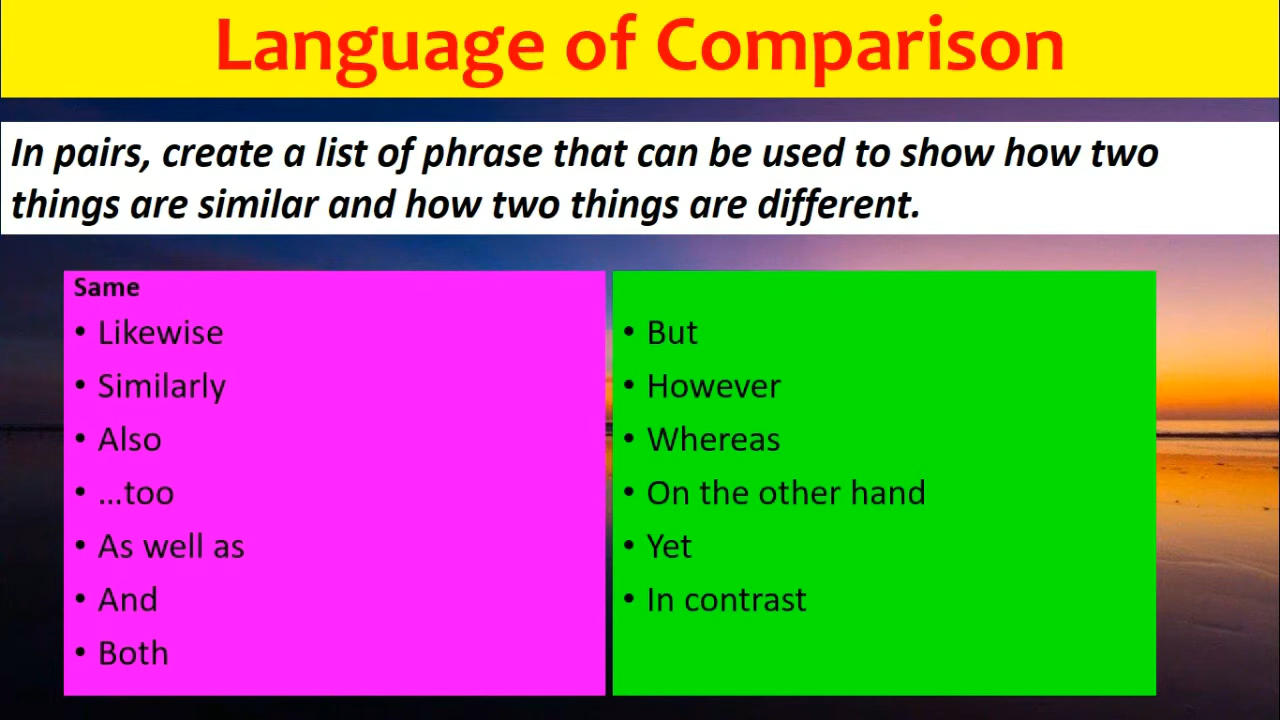 Language of Comparison
In pairs, create a list of phrase that can be used to show how two
things are similar and how two things are different.
Same
• Likewise
• Similarly
• Also
• ...too
• As well as
• And
• Both
• But
• However
• Whereas
• On the other hand
• Yet
• In contrast